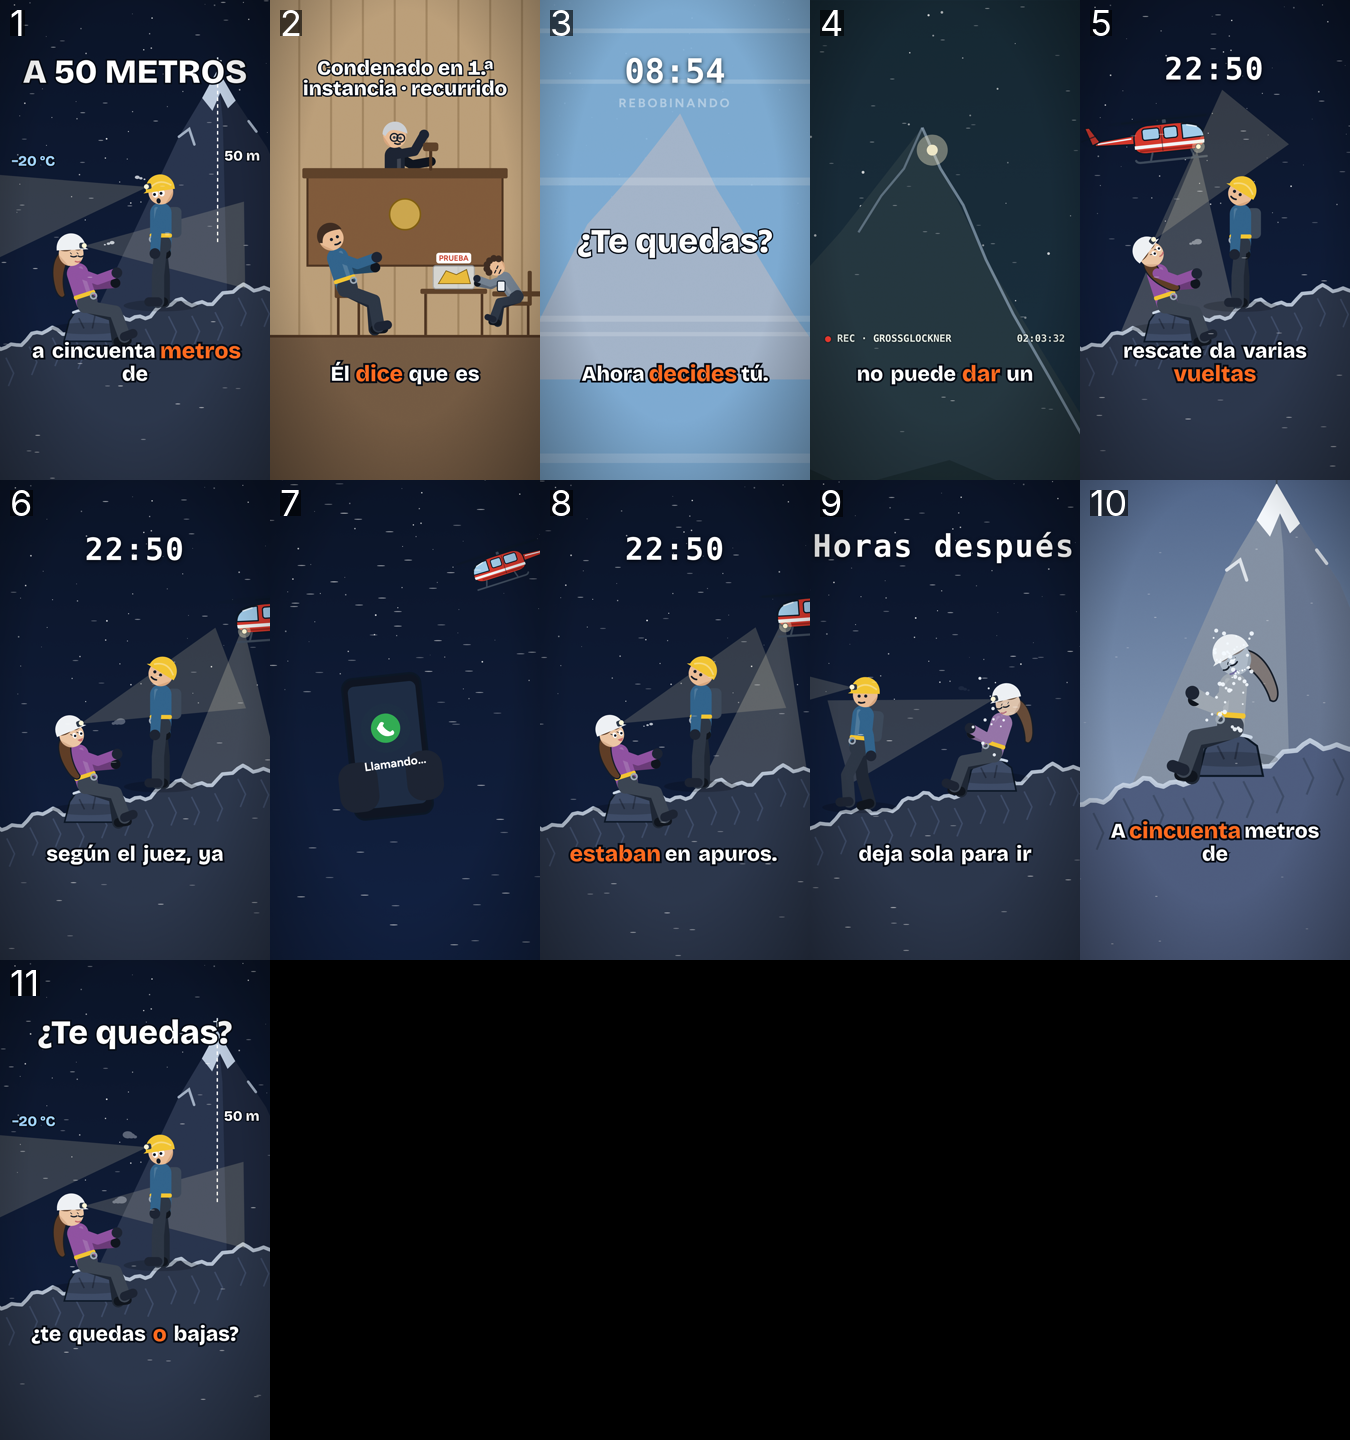 1
A 50 METROS
-20 °C
50 m
a cincuenta metros
de
2
Condenado en 1.ª
instancia · recurrido
PRUEBA
Él dice que es
3
08:54
REBOBINANDO
¿Te quedas?
Ahora decides tú.
4
REC · GROSSGLOCKNER
02:03:32
no puede dar un
5
22:50
rescate da varias
vueltas
6
22:50
según el juez, ya
7
Llamando...
8
22:50
estaban en apuros.
9
Horas después
deja sola para ir
10
A cincuenta metros
de
11
¿Te quedas?
-20 °C
50 m
¿te quedas o bajas?